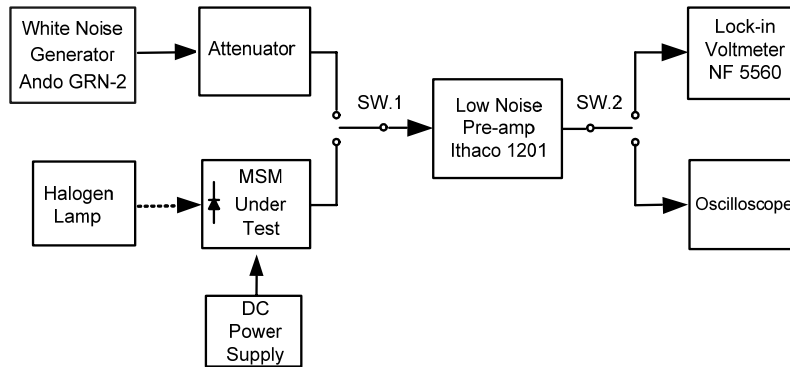 White Noise
Generator
Ando GRN-2
Attenuator
SW.1
Low Noise
Pre-amp
Ithaco 1201
SW.2
Lock-in
Voltmeter
NF 5560
Halogen
Lamp
MSM
Under
Test
Oscilloscope
DC
Power
Supply